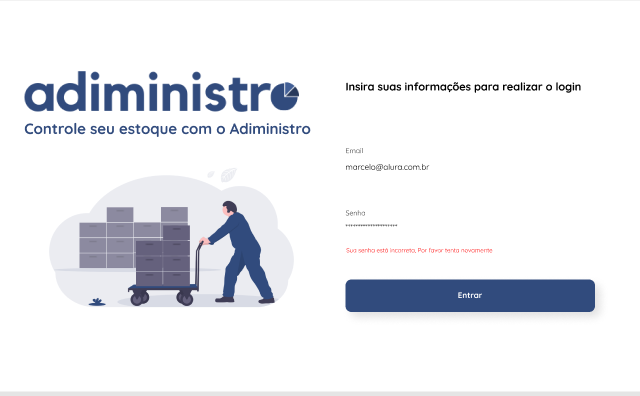 adiministro
Controle seu estoque com o Adiministro
Insira suas informações para realizar o login
Email
marcelo@alura.com.br
Senha
*********************
Sua senha está incorreta. Por favor tenta novamente
Entrar